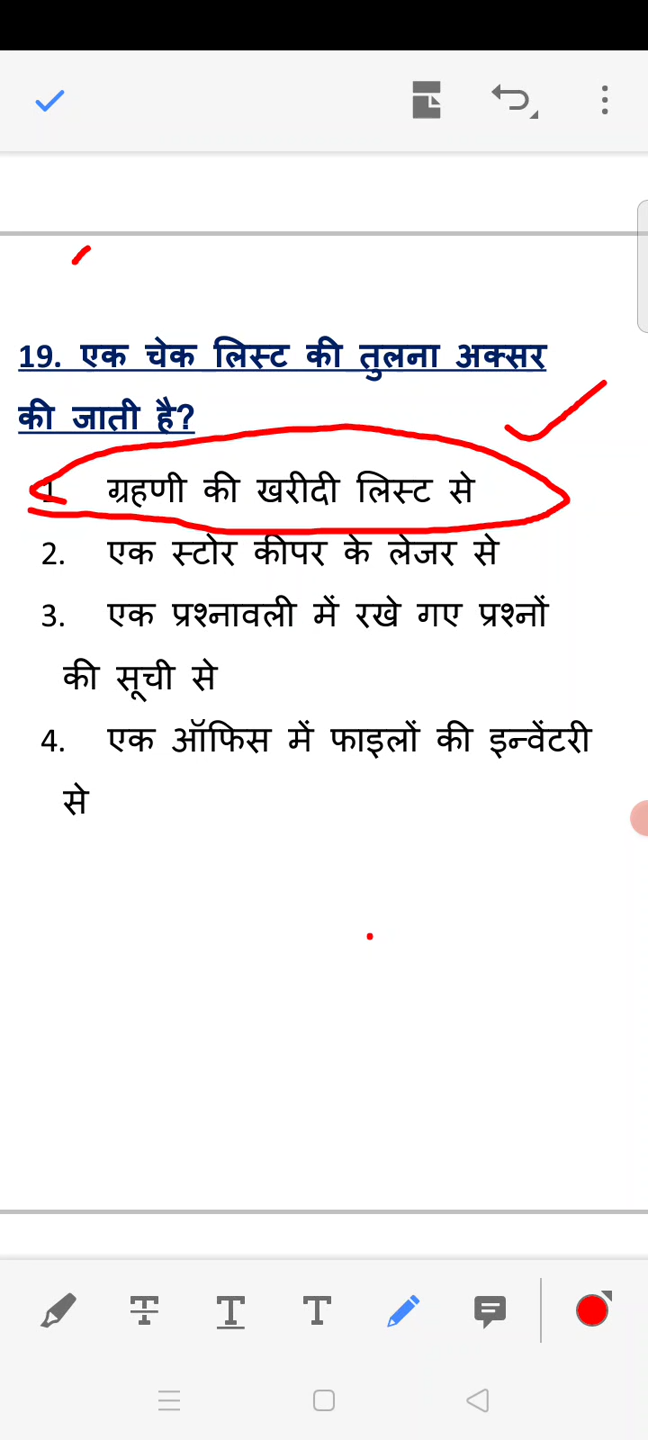 19. एक चेक लिस्ट की तुलना अक्सर
की जाती है?
1. ग्रहणी की खरीदी लिस्ट से
2. एक स्टोर कीपर के लेजर से
3. एक प्रश्नावली में रखे गए प्रश्नों
की सूची से
4. एक ऑफिस में फाइलों की इन्वेंटरी
से